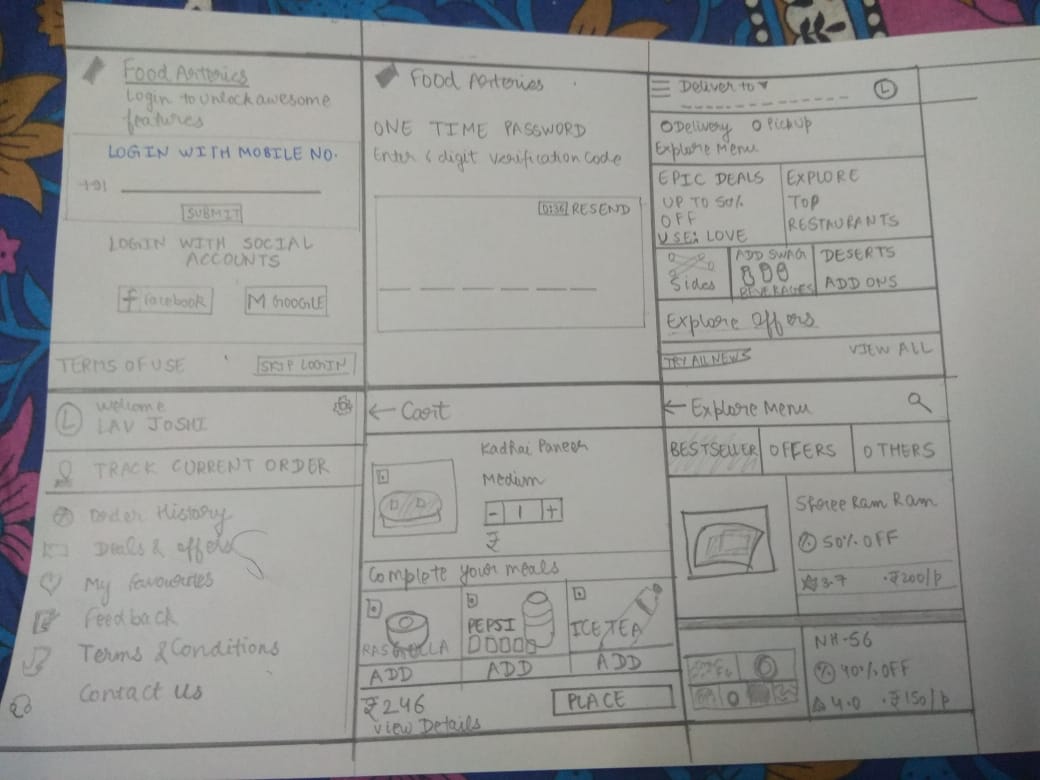 Food Arteries
Login to unlock awesome
features
LOGIN WITH MOBILE NO.
+91
SUBMIT
LOGIN WITH SOCIAL
ACCOUNTS
f facebook
M GOOGLE
TERMS OF USE
SKIP LOGIN
Food Arteries
ONE TIME PASSWORD
Enter 6 digit verification Code
0:36 RESEND
Deliver to
L
Delivery
PickUp
Explore Menu
EPIC DEALS
UP TO 50%
OFF
USE: LOVE
EXPLORE
TOP
RESTAURANTS
Sides
ADD SWAG
BEVERAGES
DESERTS
ADD ONS
Explore Offers
TRY ALL NEWS
VIEW ALL
L
Welcome
LAV JOSHI
TRACK CURRENT ORDER
Order History
Deals & offers
My favourites
Feedback
Terms & Conditions
Contact Us
← Cart
Kadhai Paneer
Medium
- 1 +
₹
Complete your meals
RASGULLA
ADD
PEPSI
ADD
ICE TEA
ADD
₹246
View Details
PLACE
← Explore Menu
BESTSELLER
OFFERS
OTHERS
Shree Ram Ram
50% OFF
3.7 ·₹200/p
NH-56
40% OFF
4.0 ·₹150/p